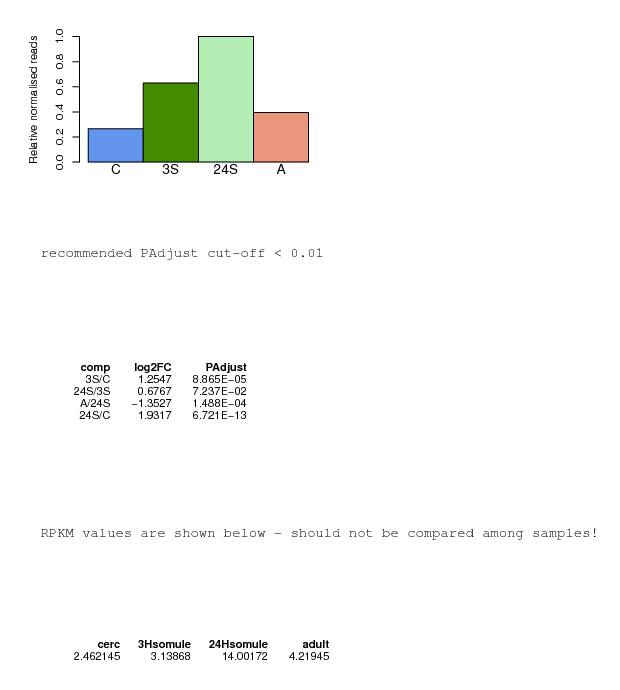 Relative normalised reads
1.0
0.8
0.6
0.4
0.2
0.0
C 3S 24S A
recommended PAdjust cut-off < 0.01
comp log2FC PAdjust
3S/C 1.2547 8.865E−05
24S/3S 0.6767 7.237E−02
A/24S −1.3527 1.488E−04
24S/C 1.9317 6.721E−13
RPKM values are shown below - should not be compared among samples!
cerc 3Hsomule 24Hsomule adult
2.462145 3.13868 14.00172 4.21945